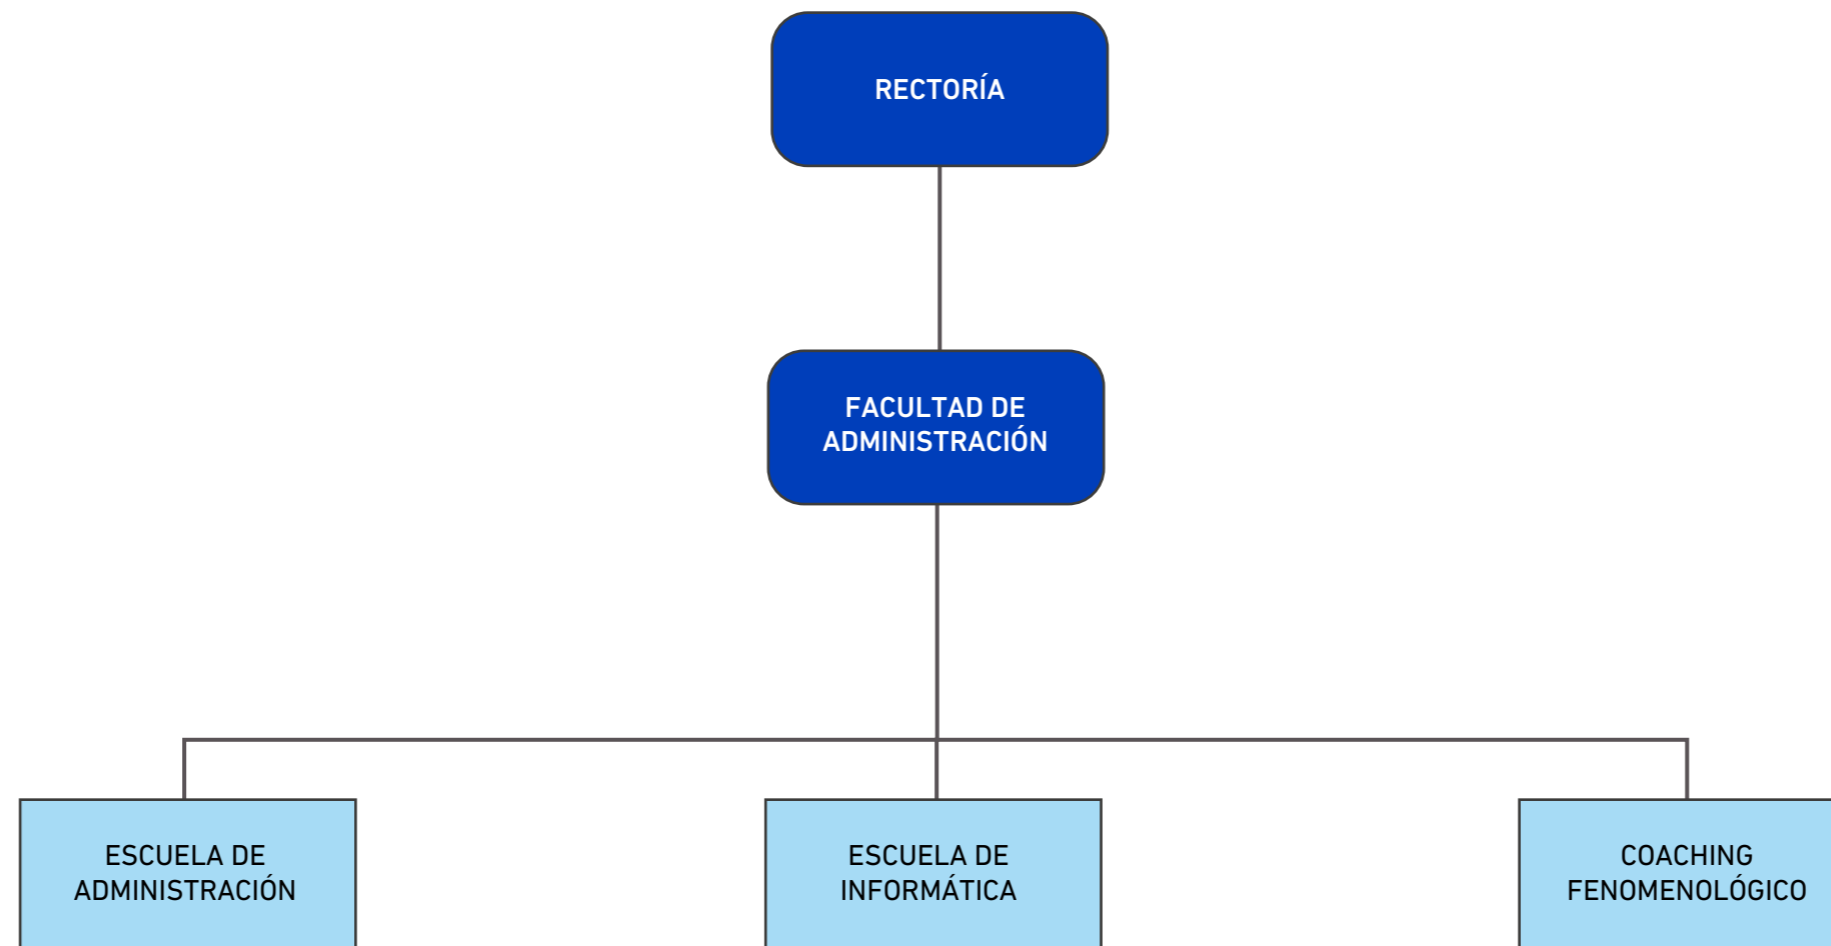 RECTORÍA
FACULTAD DE
ADMINISTRACIÓN
ESCUELA DE
ADMINISTRACIÓN
ESCUELA DE
INFORMÁTICA
COACHING
FENOMENOLÓGICO